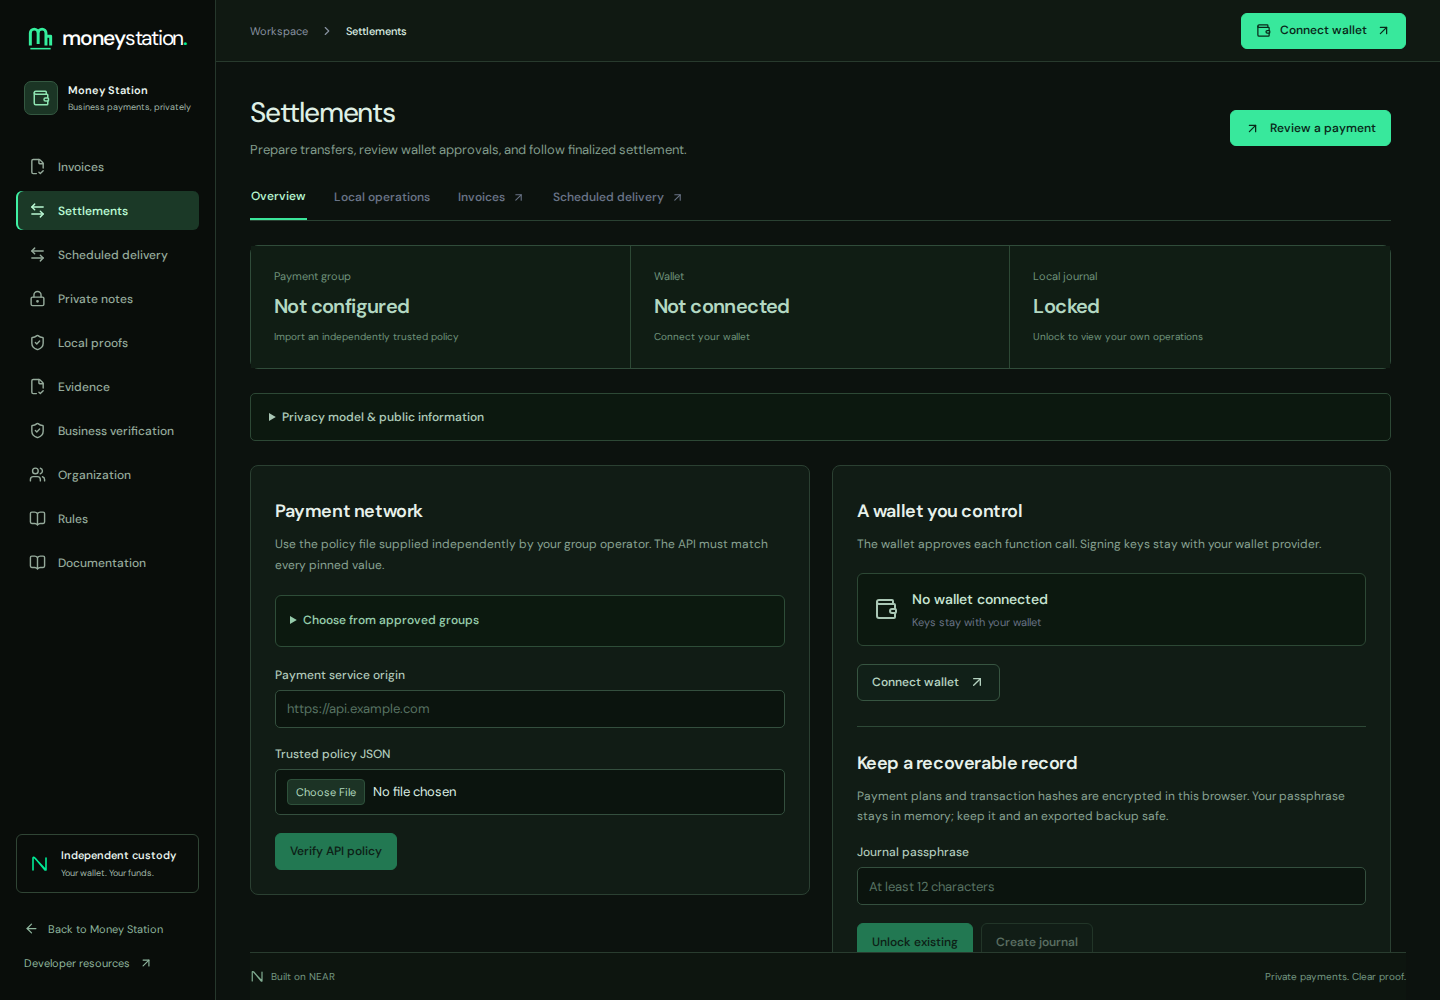 moneystation.
Money Station
Business payments, privately
Invoices
Settlements
Scheduled delivery
Private notes
Local proofs
Evidence
Business verification
Organization
Rules
Documentation
Independent custody
Your wallet. Your funds.
Back to Money Station
Developer resources
Workspace
Settlements
Connect wallet
Settlements
Prepare transfers, review wallet approvals, and follow finalized settlement.
Review a payment
Overview
Local operations
Invoices
Scheduled delivery
Payment group
Not configured
Import an independently trusted policy
Wallet
Not connected
Connect your wallet
Local journal
Locked
Unlock to view your own operations
Privacy model & public information
Payment network
Use the policy file supplied independently by your group operator. The API must match
every pinned value.
Choose from approved groups
Payment service origin
https://api.example.com
Trusted policy JSON
Choose File No file chosen
Verify API policy
A wallet you control
The wallet approves each function call. Signing keys stay with your wallet provider.
No wallet connected
Keys stay with your wallet
Connect wallet
Keep a recoverable record
Payment plans and transaction hashes are encrypted in this browser. Your passphrase
stays in memory; keep it and an exported backup safe.
Journal passphrase
At least 12 characters
Unlock existing
Create journal
Built on NEAR
Private payments. Clear proof.